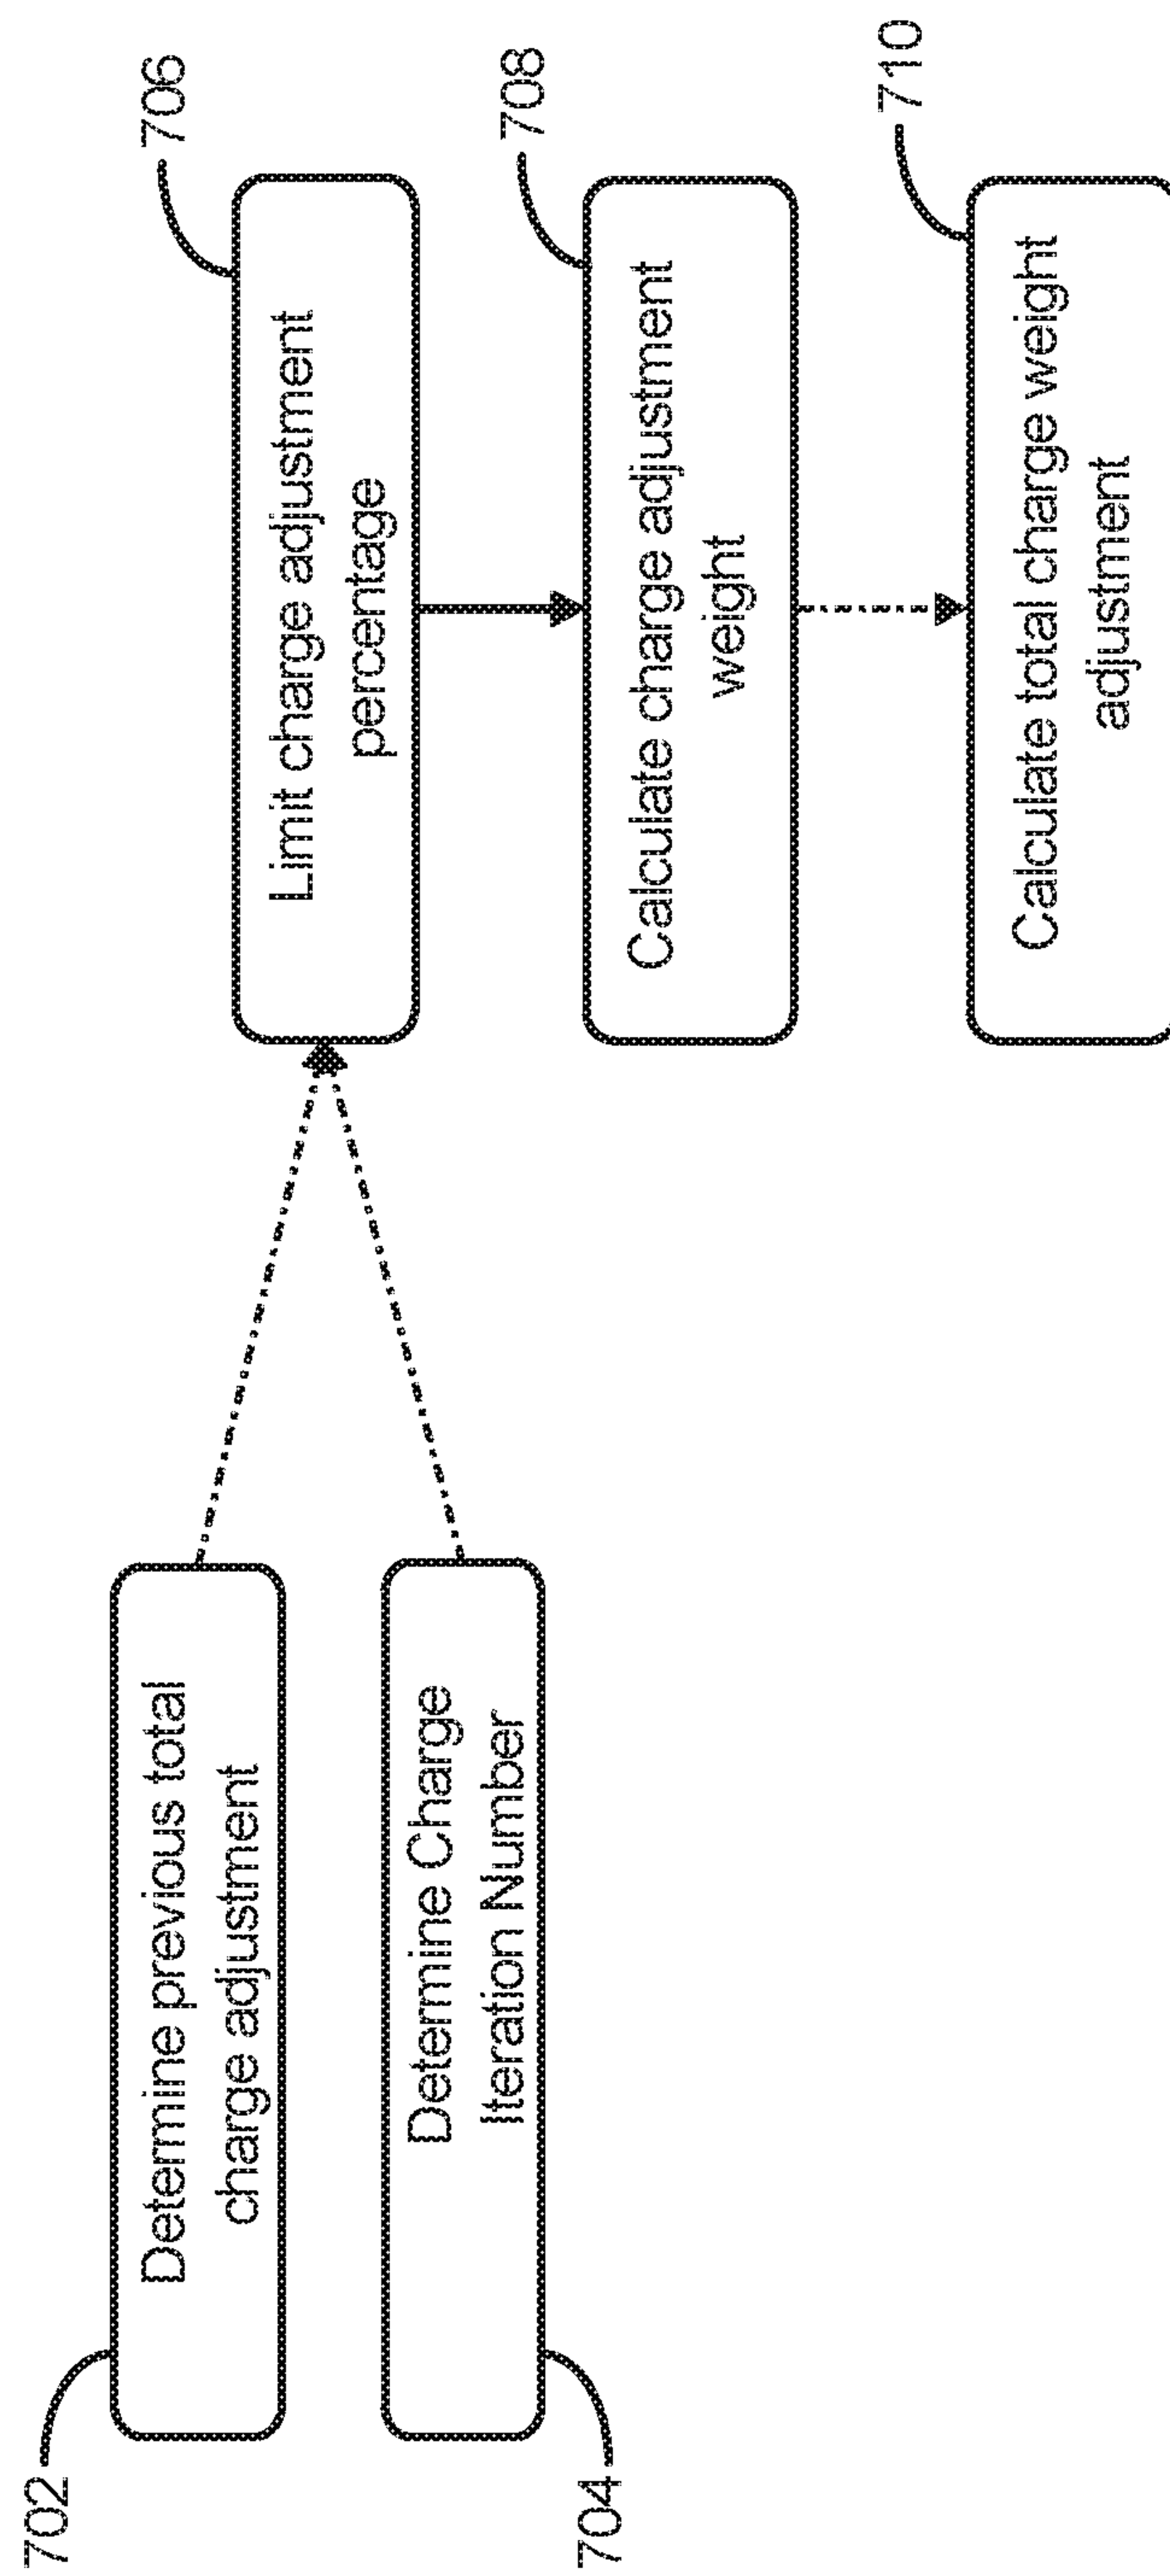 702
Determine previous total
charge adjustment
704
Determine Charge
Iteration Number
706
Limit charge adjustment
percentage
708
Calculate charge adjustment
weight
710
Calculate total charge weight
adjustment